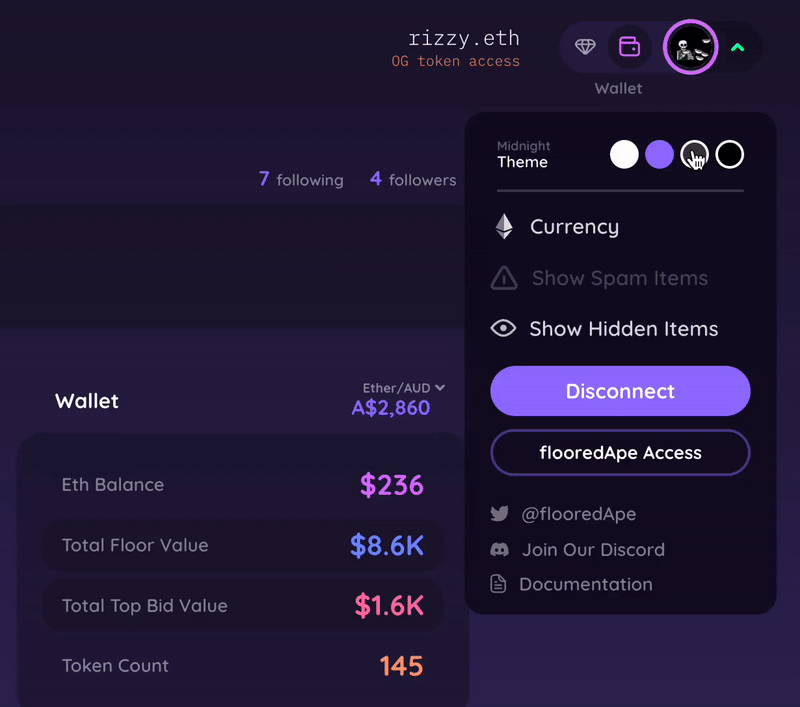 rizzy.eth
OG token access
Wallet
Midnight
Theme
7 following 4 followers
Currency
Show Spam Items
Show Hidden Items
Disconnect
flooredApe Access
@flooredApe
Join Our Discord
Documentation
Wallet
Ether/AUD
A$2,860
Eth Balance $236
Total Floor Value $8.6K
Total Top Bid Value $1.6K
Token Count 145